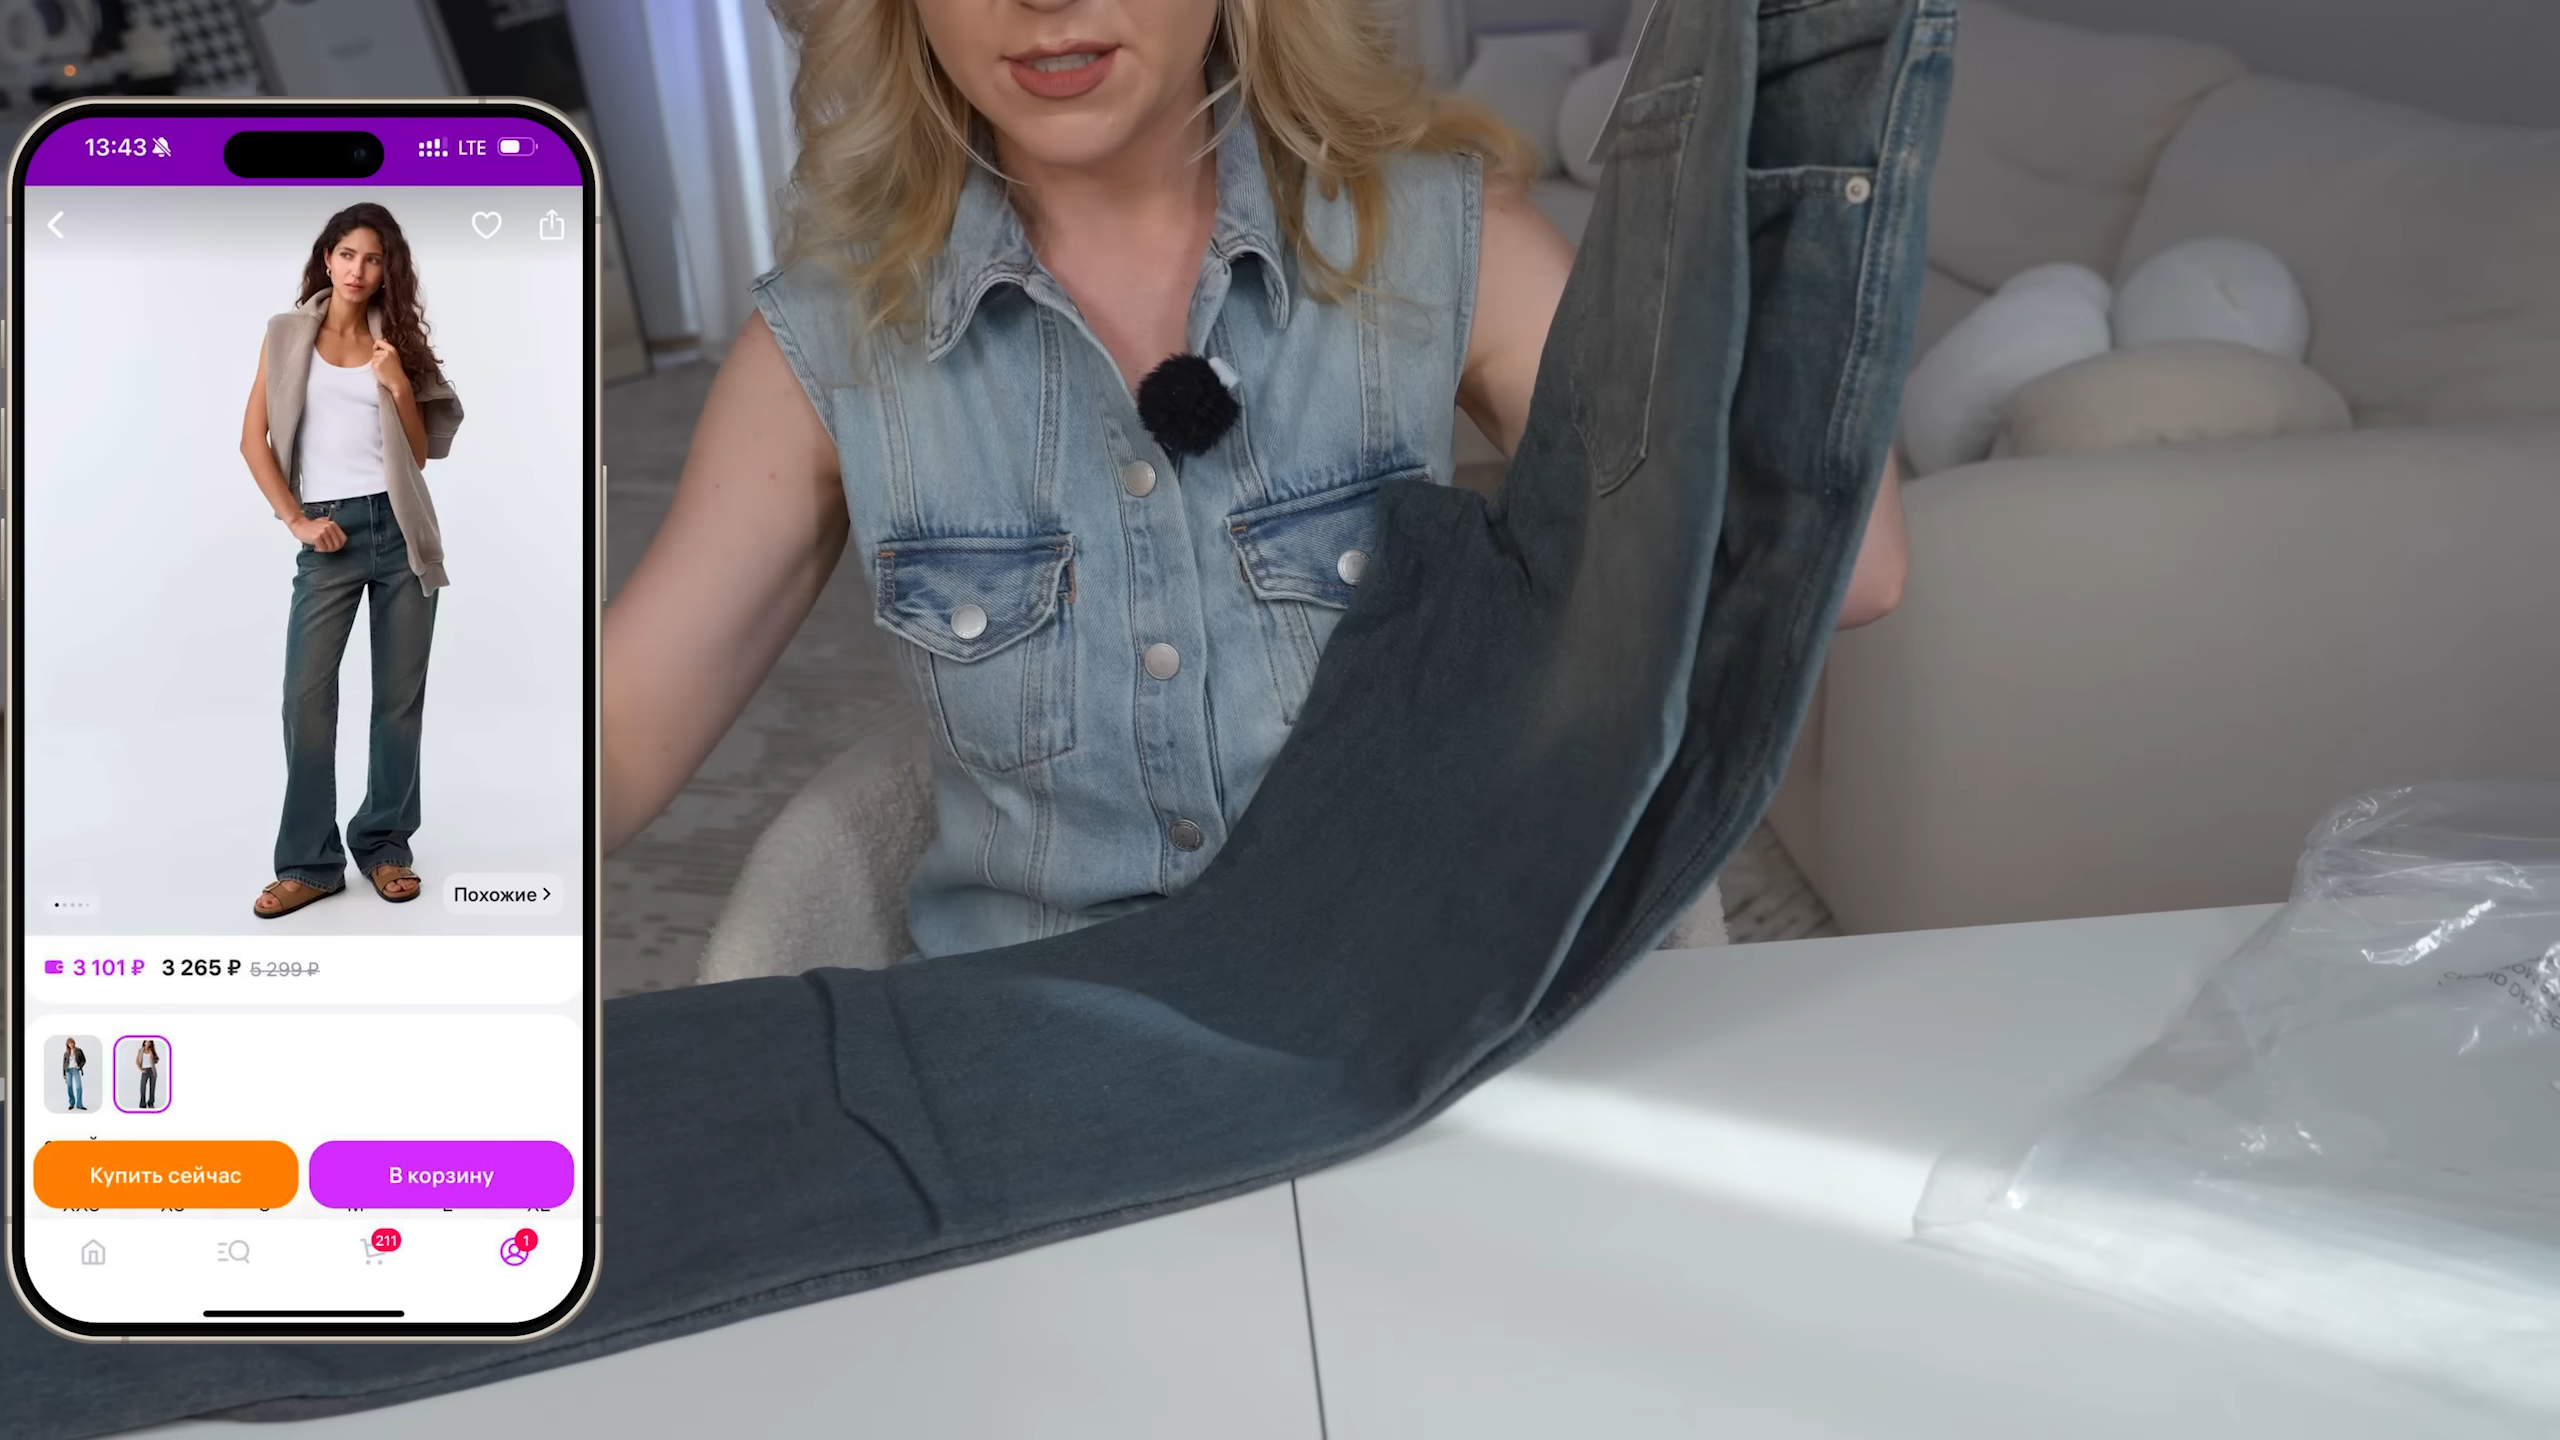 13:43 LTE
Похожие
3 101 ₽ 3 265 ₽ 5 299 ₽
Купить сейчас В корзину
211 1